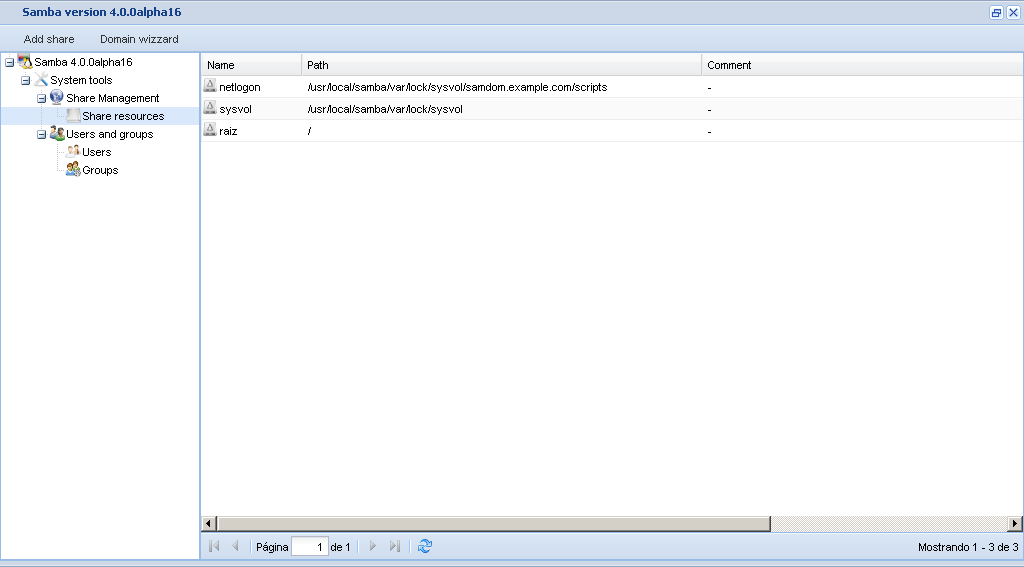 Samba version 4.0.0alpha16
Add share Domain wizzard
Samba 4.0.0alpha16
System tools
Share Management
Share resources
Users and groups
Users
Groups
Name Path Comment
netlogon /usr/local/samba/var/lock/sysvol/samdom.example.com/scripts -
sysvol /usr/local/samba/var/lock/sysvol -
raiz / -
Página 1 de 1 Mostrando 1 - 3 de 3